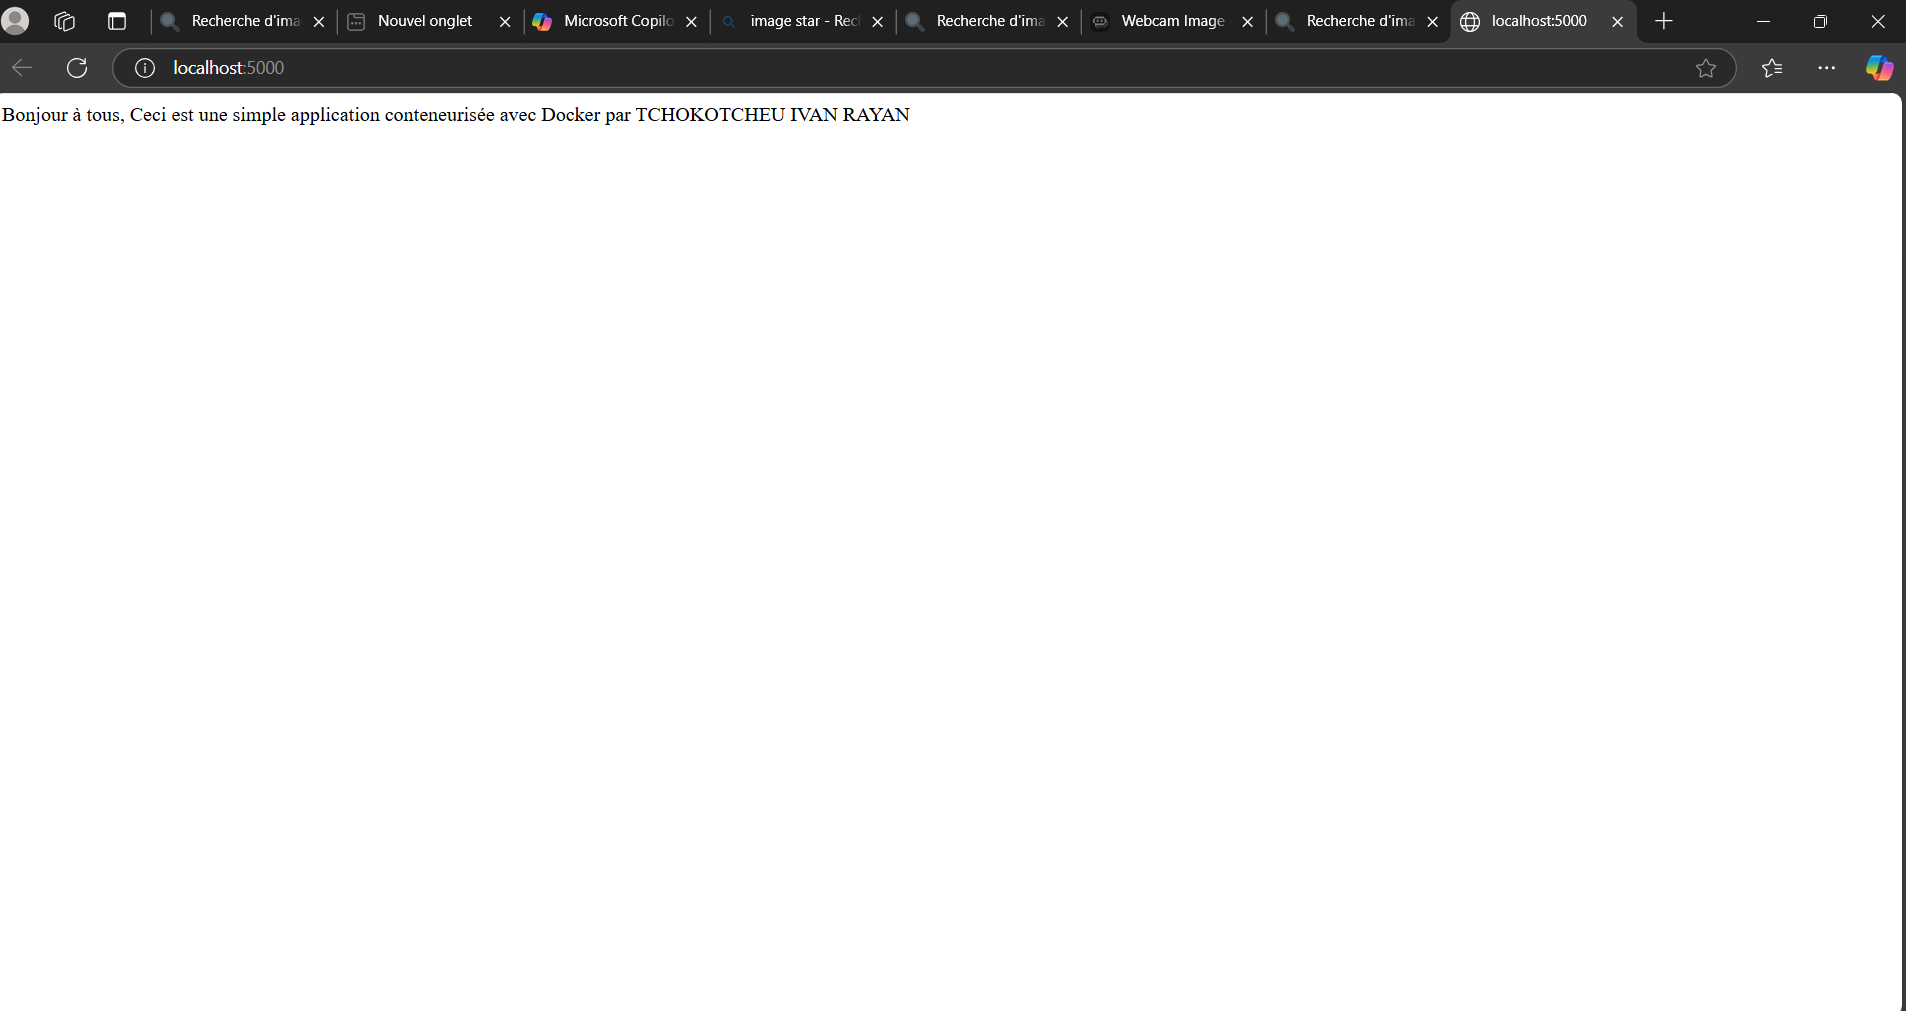 Recherche d'ima
Nouvel onglet
Microsoft Copilo
image star - Rec
Recherche d'ima
Webcam Image
Recherche d'ima
localhost:5000
localhost:5000
Bonjour à tous, Ceci est une simple application conteneurisée avec Docker par TCHOKOTCHEU IVAN RAYAN